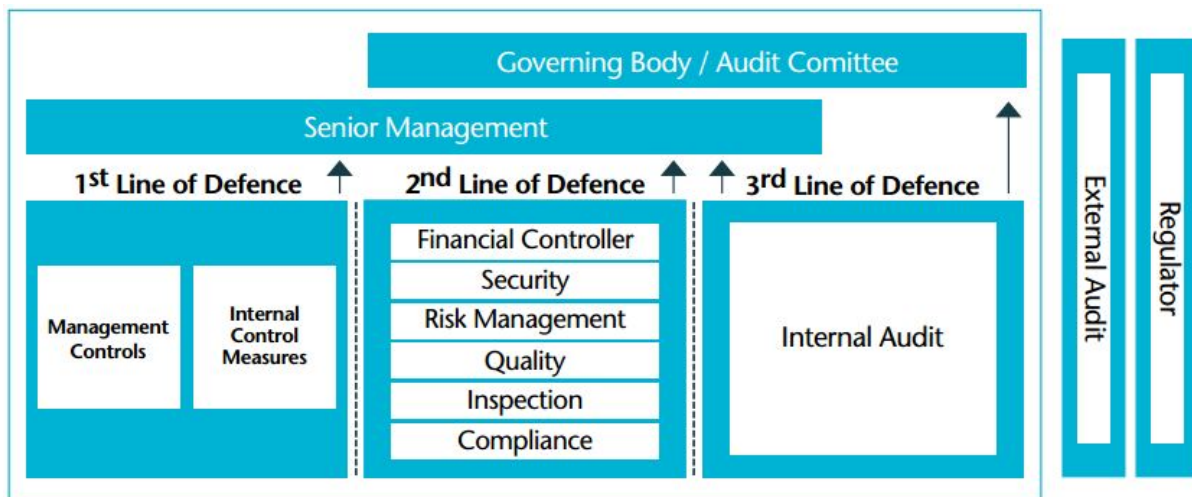 Governing Body / Audit Comittee
Senior Management
1st Line of Defence
2nd Line of Defence
3rd Line of Defence
Management
Controls
Internal
Control
Measures
Financial Controller
Security
Risk Management
Quality
Inspection
Compliance
Internal Audit
External Audit
Regulator